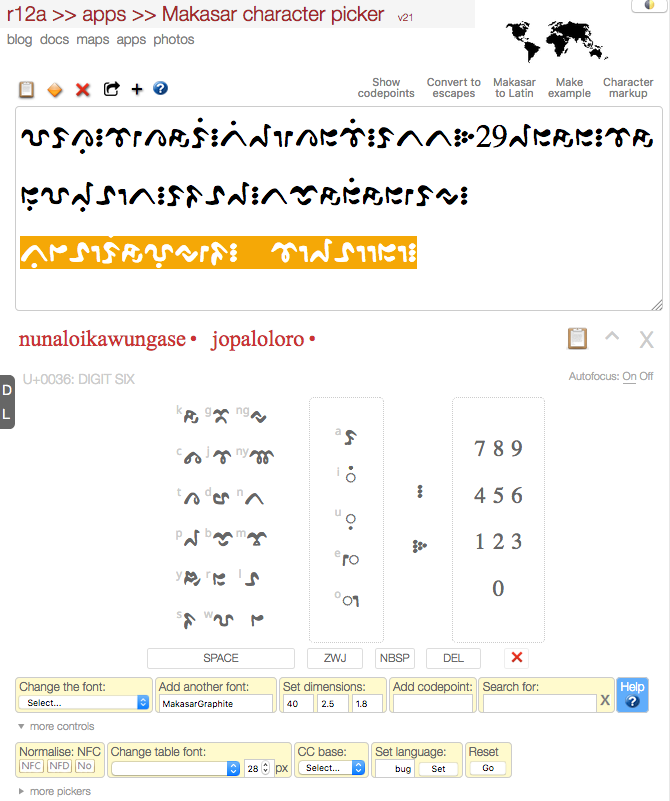 r12a >> apps >> Makasar character picker v21
blog docs maps apps photos
Show codepoints
Convert to escapes
Makasar to Latin
Make example
Character markup
29
𑻨𑻴𑻲𑻮𑻶𑻱𑻳𑻠𑻯𑻴𑻢𑻵𑻰𑻷 𑻪𑻶𑻣𑻮𑻶𑻶𑻭𑻶𑻷
nunaloikawungase • jopaloloro •
X
D
L
U+0036: DIGIT SIX
Autofocus: On Off
k 𑻠 g 𑻡 ng 𑻢
c 𑻩 j 𑻪 ny 𑻫
t 𑻦 d 𑻧 n 𑻨
p 𑻣 b 𑻤 m 𑻥
y 𑻬 r 𑻭 l 𑻮
s 𑻰 w 𑻯 𑻲
a 𑻱
i ◌𑻳
u ◌𑻴
e ◌𑻵
o ◌𑻶
𑻷
𑻸
7 8 9
4 5 6
1 2 3
0
SPACE ZWJ NBSP DEL
Change the font: Select...
Add another font: MakasarGraphite
Set dimensions: 40 2.5 1.8
Add codepoint:
Search for: X
Help
more controls
Normalise: NFC NFC NFD No
Change table font: 28 px
CC base: Select...
Set language: bug Set
Reset Go
more pickers